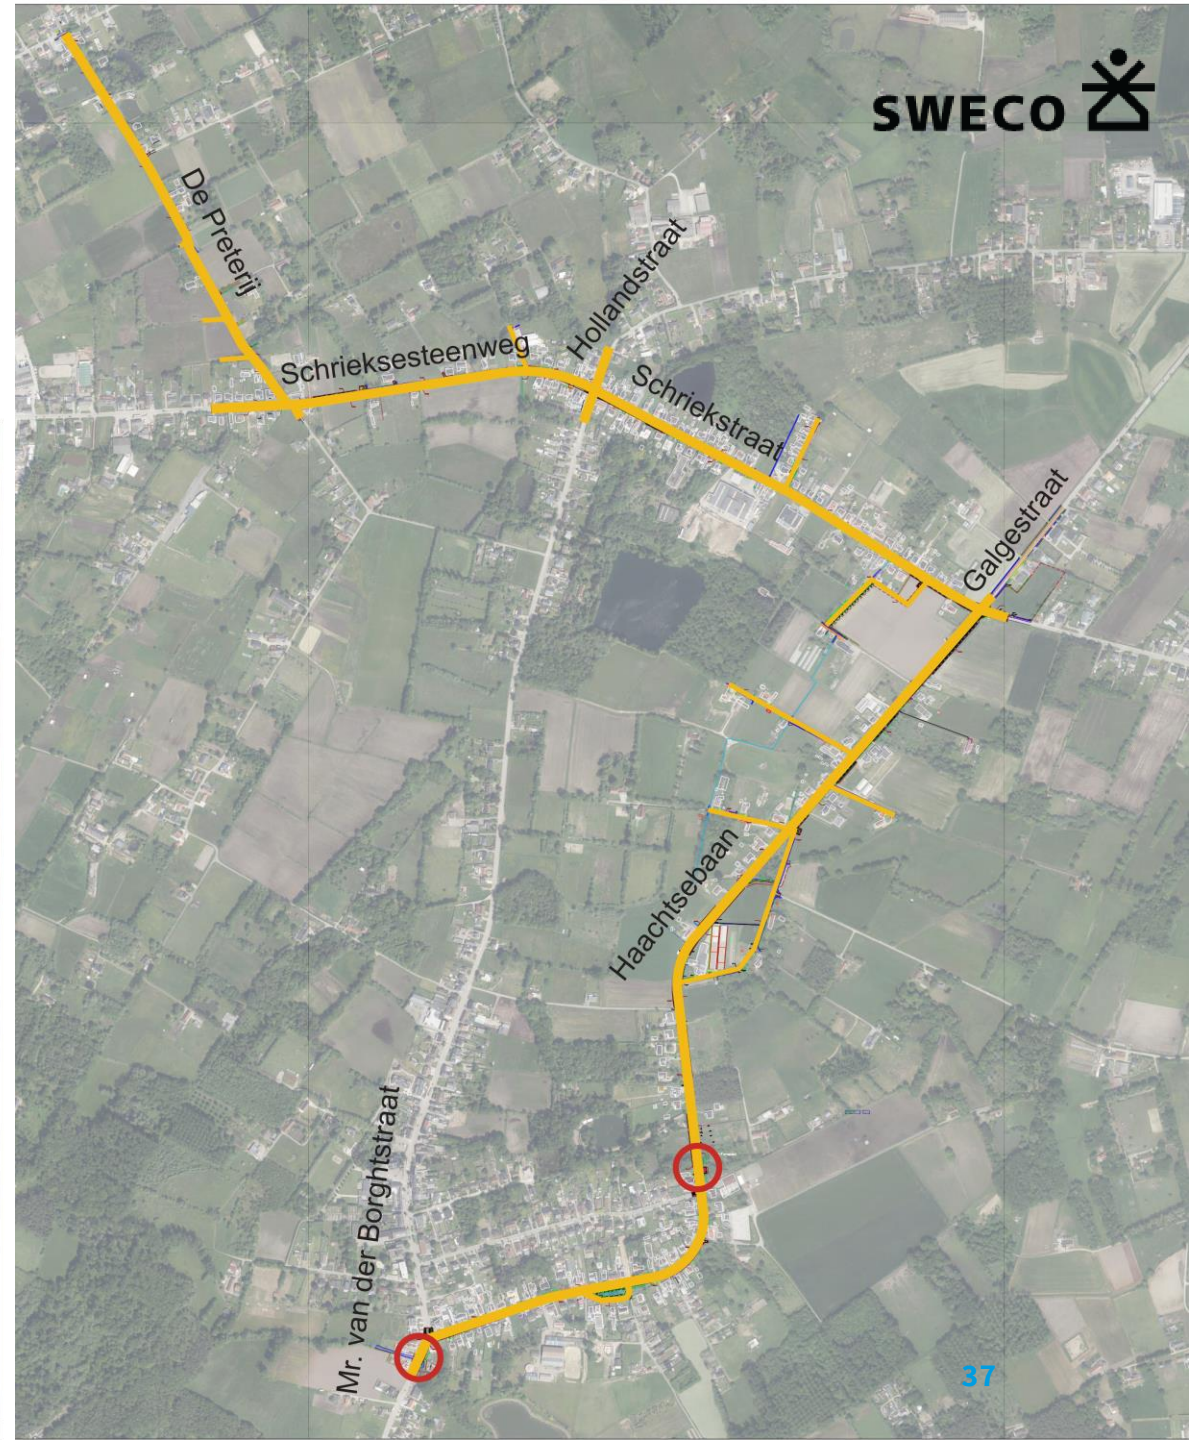 SWECO
De Preterij
Hollandstraat
Schrieksesteenweg
Schriekstraat
Galgestraat
Haachtsebaan
Mr. van der Borghtstraat
37